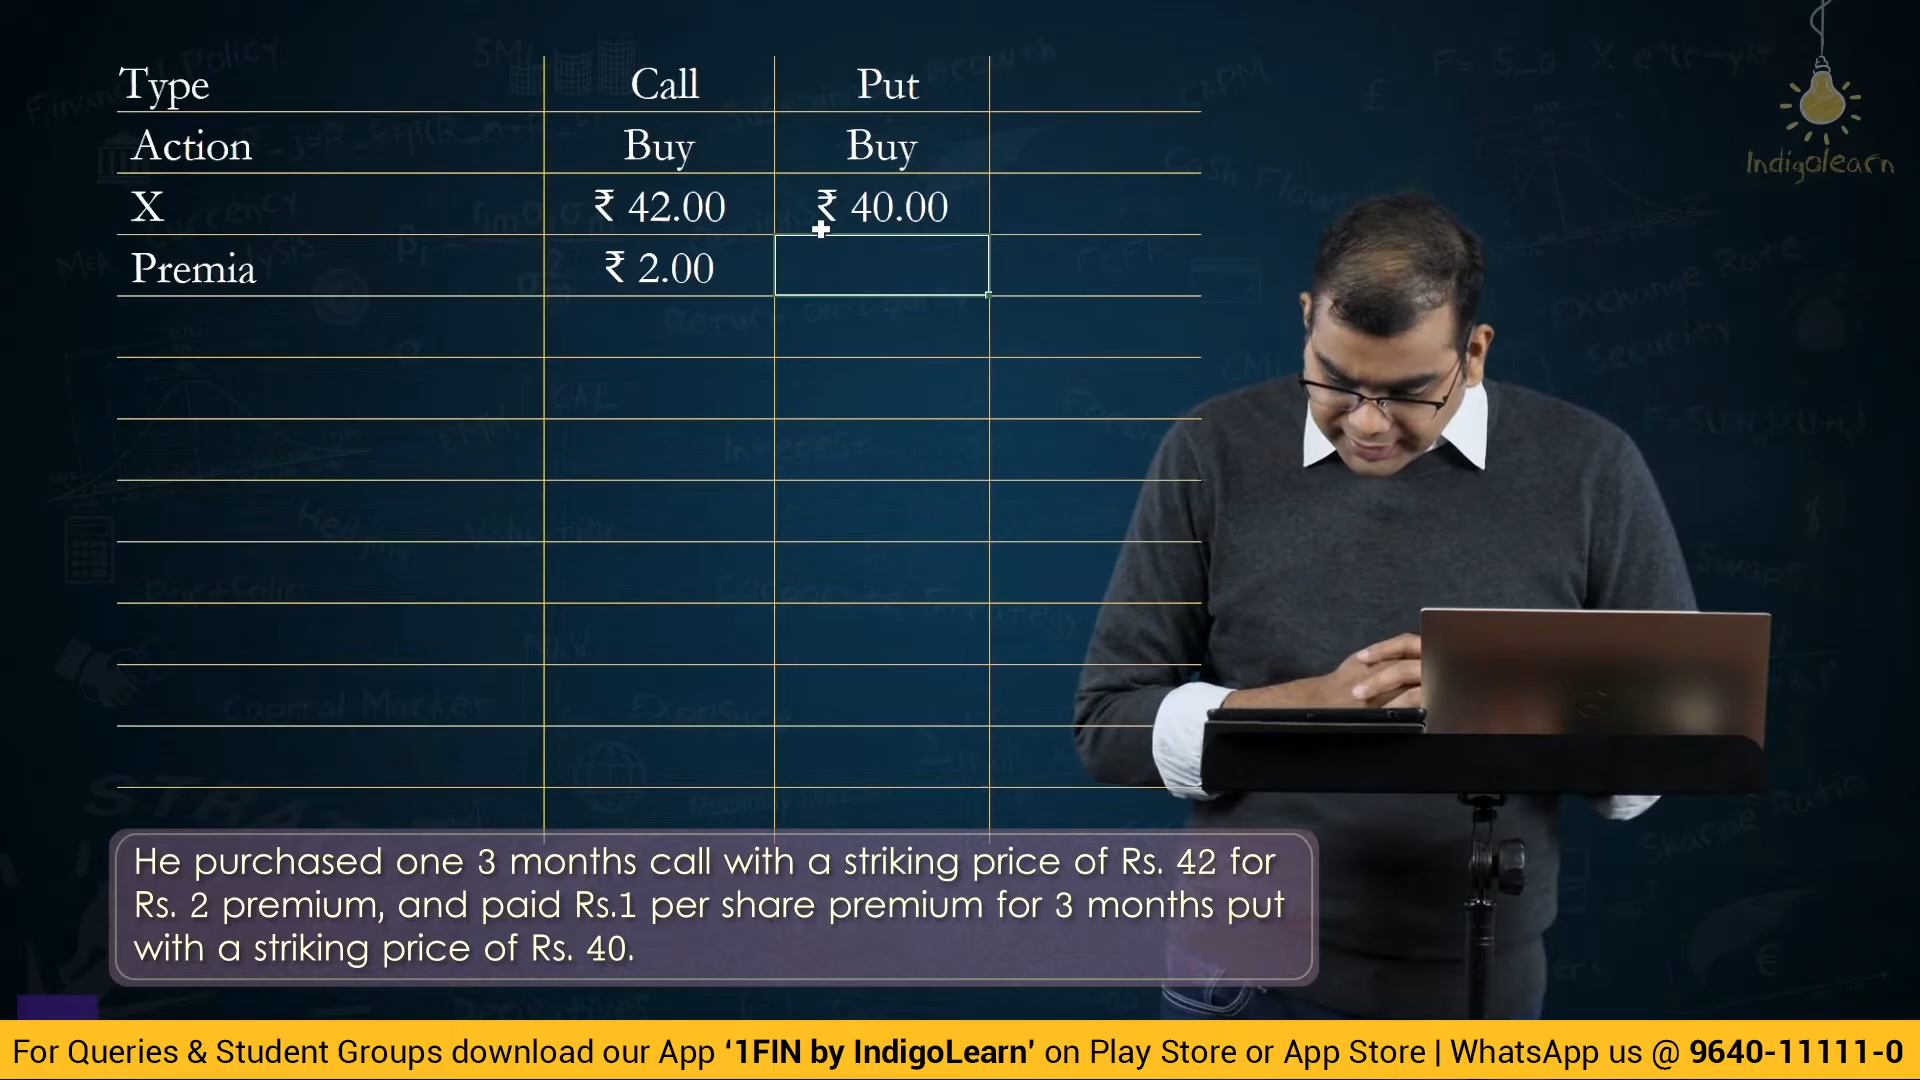 Type Call Put
Action Buy Buy
X ₹ 42.00 ₹ 40.00
Premia ₹ 2.00
Indigolearn
He purchased one 3 months call with a striking price of Rs. 42 for
Rs. 2 premium, and paid Rs.1 per share premium for 3 months put
with a striking price of Rs. 40.
For Queries & Student Groups download our App ‘1FIN by IndigoLearn’ on Play Store or App Store | WhatsApp us @ 9640-11111-0